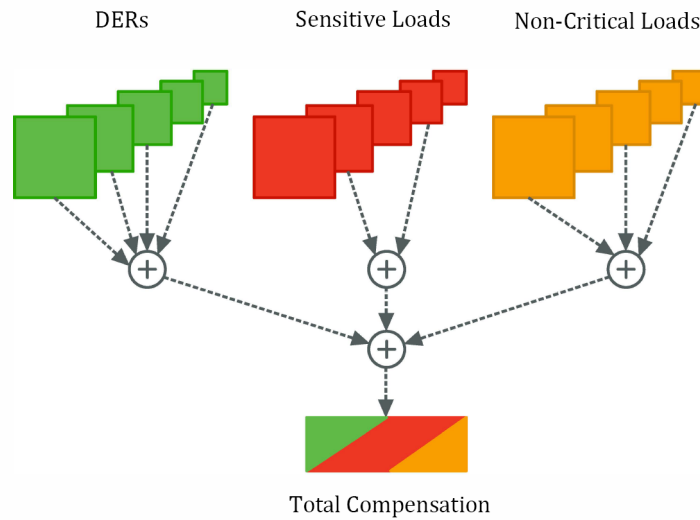 DERs
Sensitive Loads
Non-Critical Loads
Total Compensation